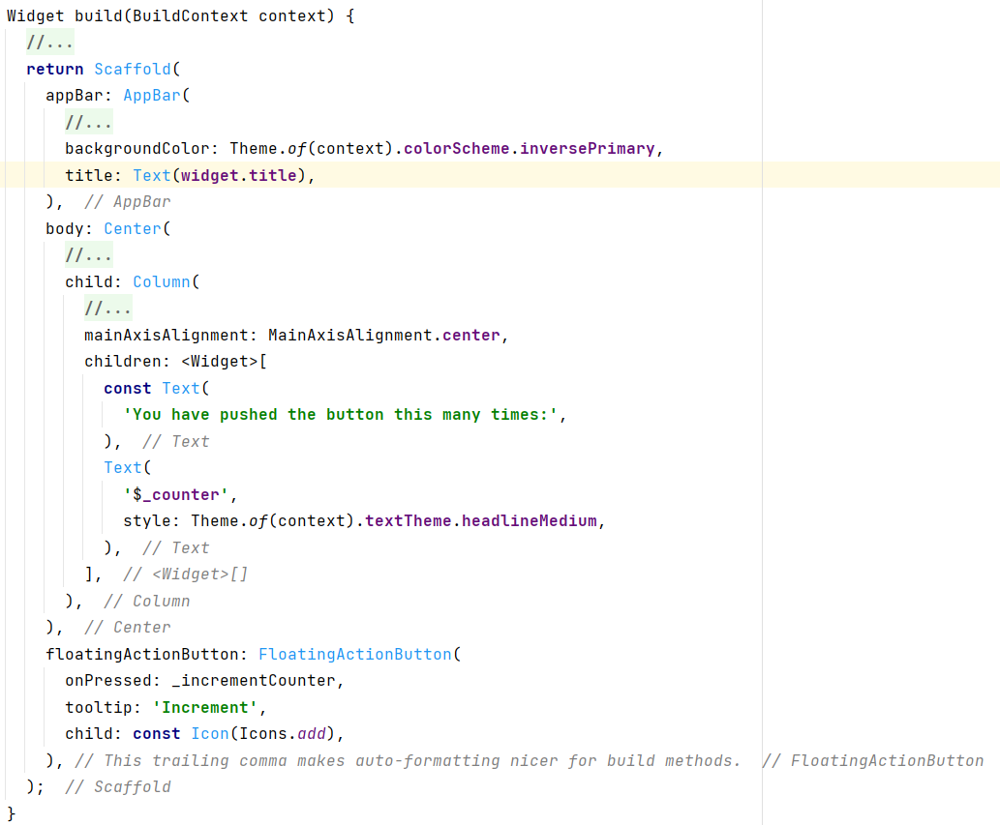 Widget build(BuildContext context) {
//...
return Scaffold(
appBar: AppBar(
//...
backgroundColor: Theme.of(context).colorScheme.inversePrimary,
title: Text(widget.title),
),  // AppBar
body: Center(
//...
child: Column(
//...
mainAxisAlignment: MainAxisAlignment.center,
children: <Widget>[
const Text(
'You have pushed the button this many times:',
),  // Text
Text(
'$_counter',
style: Theme.of(context).textTheme.headlineMedium,
),  // Text
],  // <Widget>[]
),  // Column
),  // Center
floatingActionButton: FloatingActionButton(
onPressed: _incrementCounter,
tooltip: 'Increment',
child: const Icon(Icons.add),
), // This trailing comma makes auto-formatting nicer for build methods.  // FloatingActionButton
);  // Scaffold
}